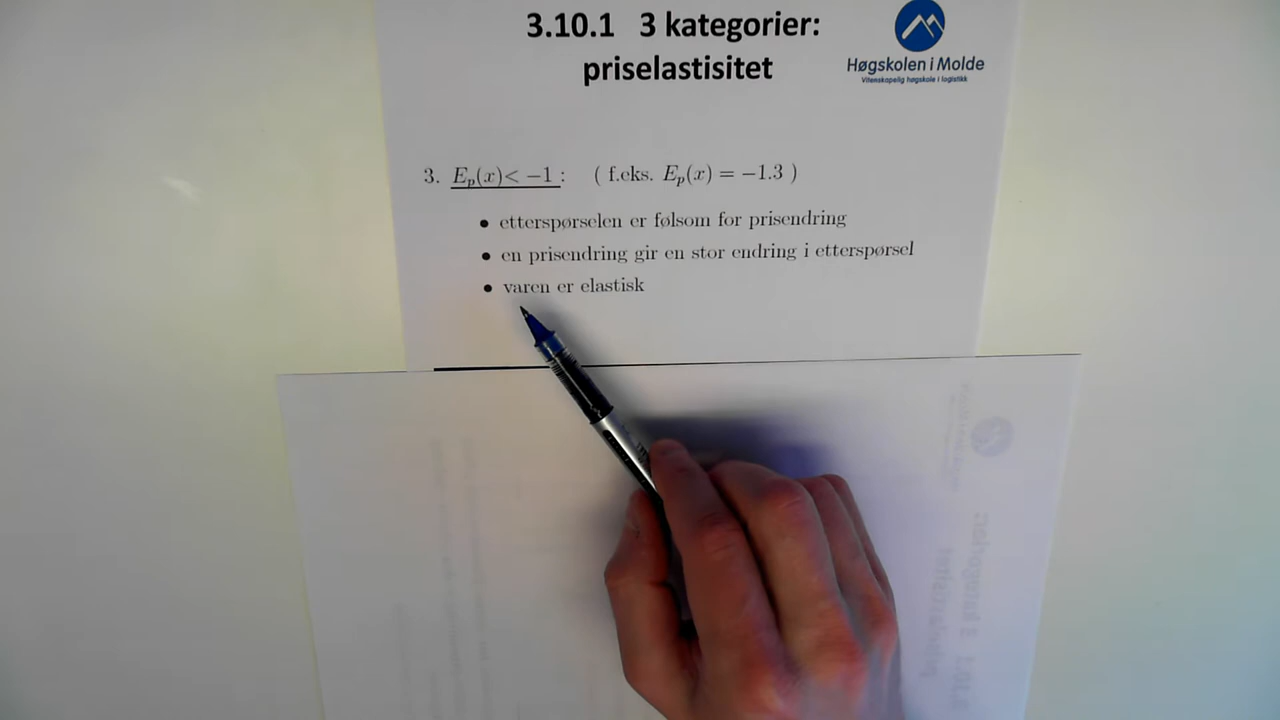 3.10.1 3 kategorier:
priselastisitet
Høgskolen i Molde
Vitenskapelig høgskole i logistikk
3. Eₚ(x)< −1 : ( f.eks. Eₚ(x) = −1.3 )
• etterspørselen er følsom for prisendring
• en prisendring gir en stor endring i etterspørsel
• varen er elastisk